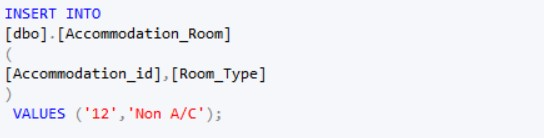 INSERT INTO
[dbo].[Accommodation_Room]
(
[Accommodation_id],[Room_Type]
)
VALUES ('12','Non A/C');